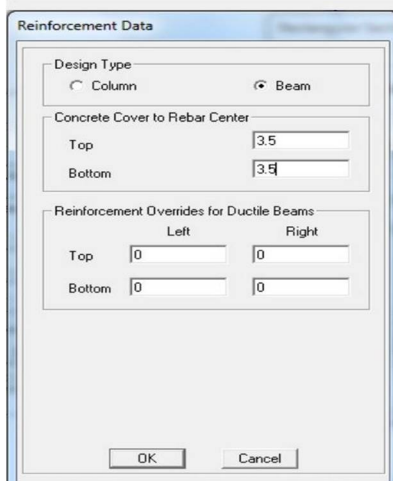 Reinforcement Data
Design Type
Column Beam
Concrete Cover to Rebar Center
Top 3.5
Bottom 3.5
Reinforcement Overrides for Ductile Beams
Left Right
Top 0 0
Bottom 0 0
OK Cancel